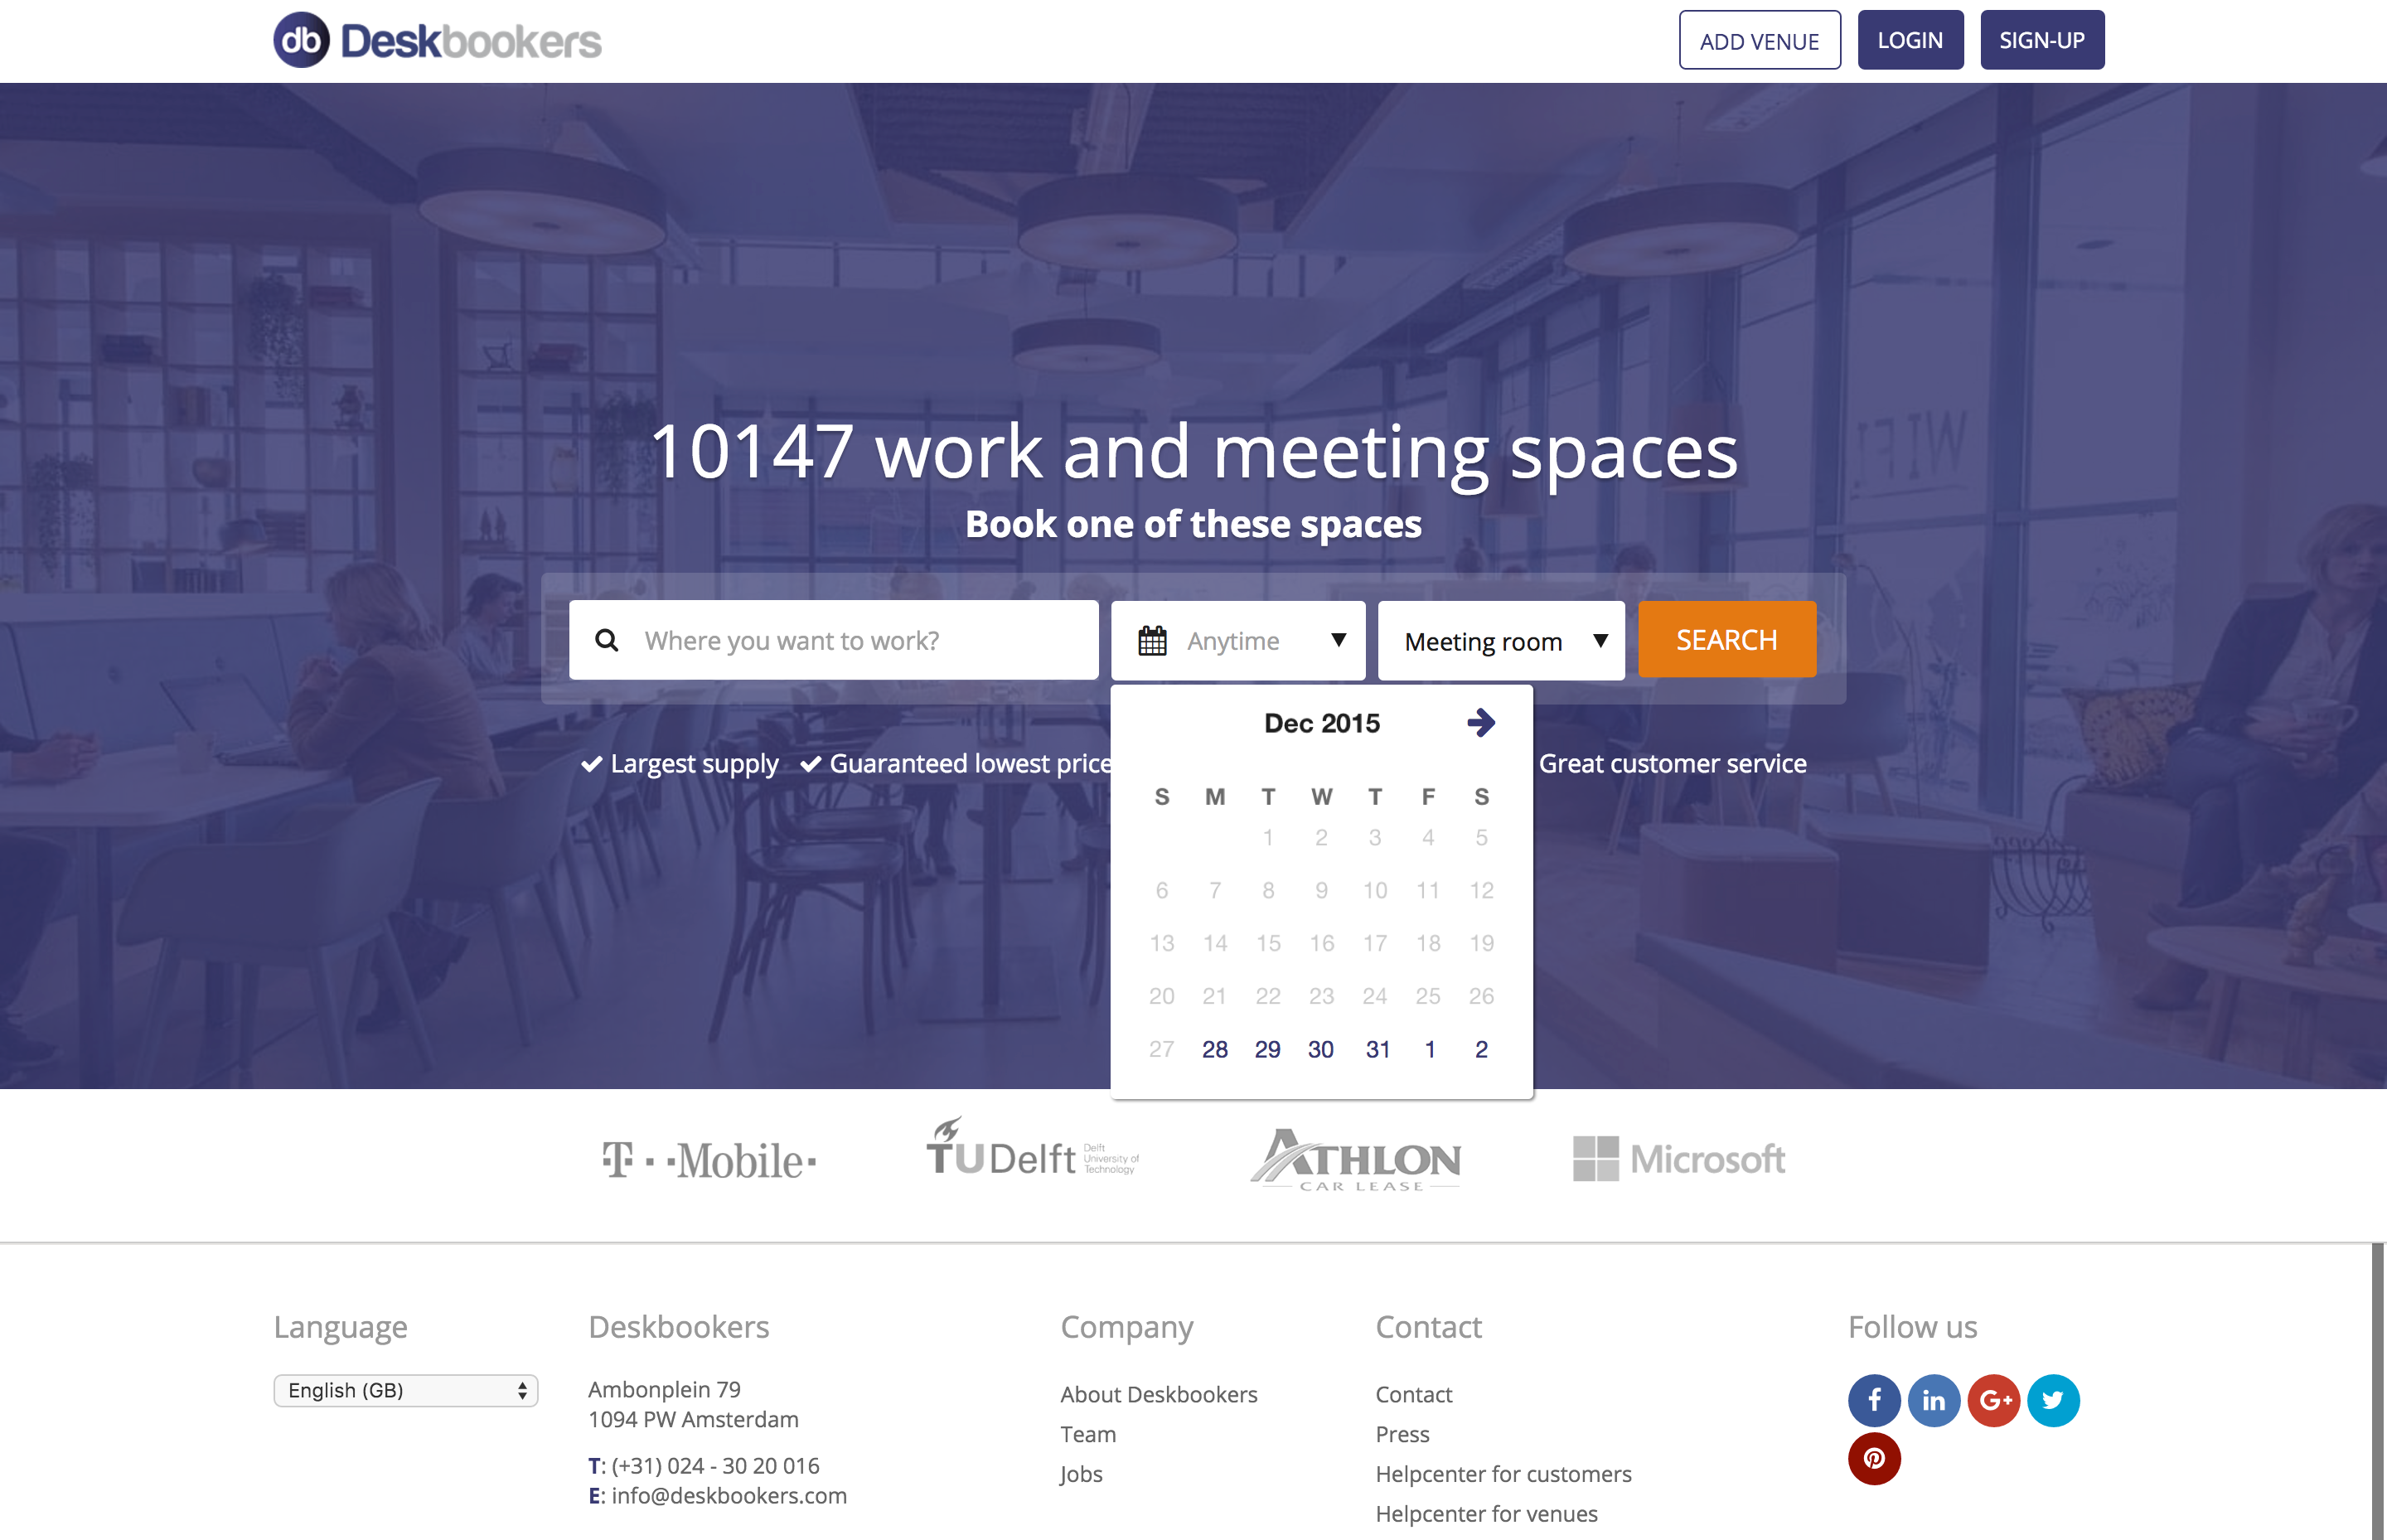 db Deskbookers
ADD VENUE
LOGIN
SIGN-UP
10147 work and meeting spaces
Book one of these spaces
Where you want to work?
Anytime
Meeting room
SEARCH
Largest supply
Guaranteed lowest price
Great customer service
Dec 2015
S M T W T F S
1 2 3 4 5
6 7 8 9 10 11 12
13 14 15 16 17 18 19
20 21 22 23 24 25 26
27 28 29 30 31 1 2
T··Mobile·
TU Delft
Delft
University of
Technology
ATHLON
CAR LEASE
Microsoft
Language
English (GB)
Deskbookers
Ambonplein 79
1094 PW Amsterdam
T: (+31) 024 - 30 20 016
E: info@deskbookers.com
Company
About Deskbookers
Team
Jobs
Contact
Contact
Press
Helpcenter for customers
Helpcenter for venues
Follow us
f
in
G+